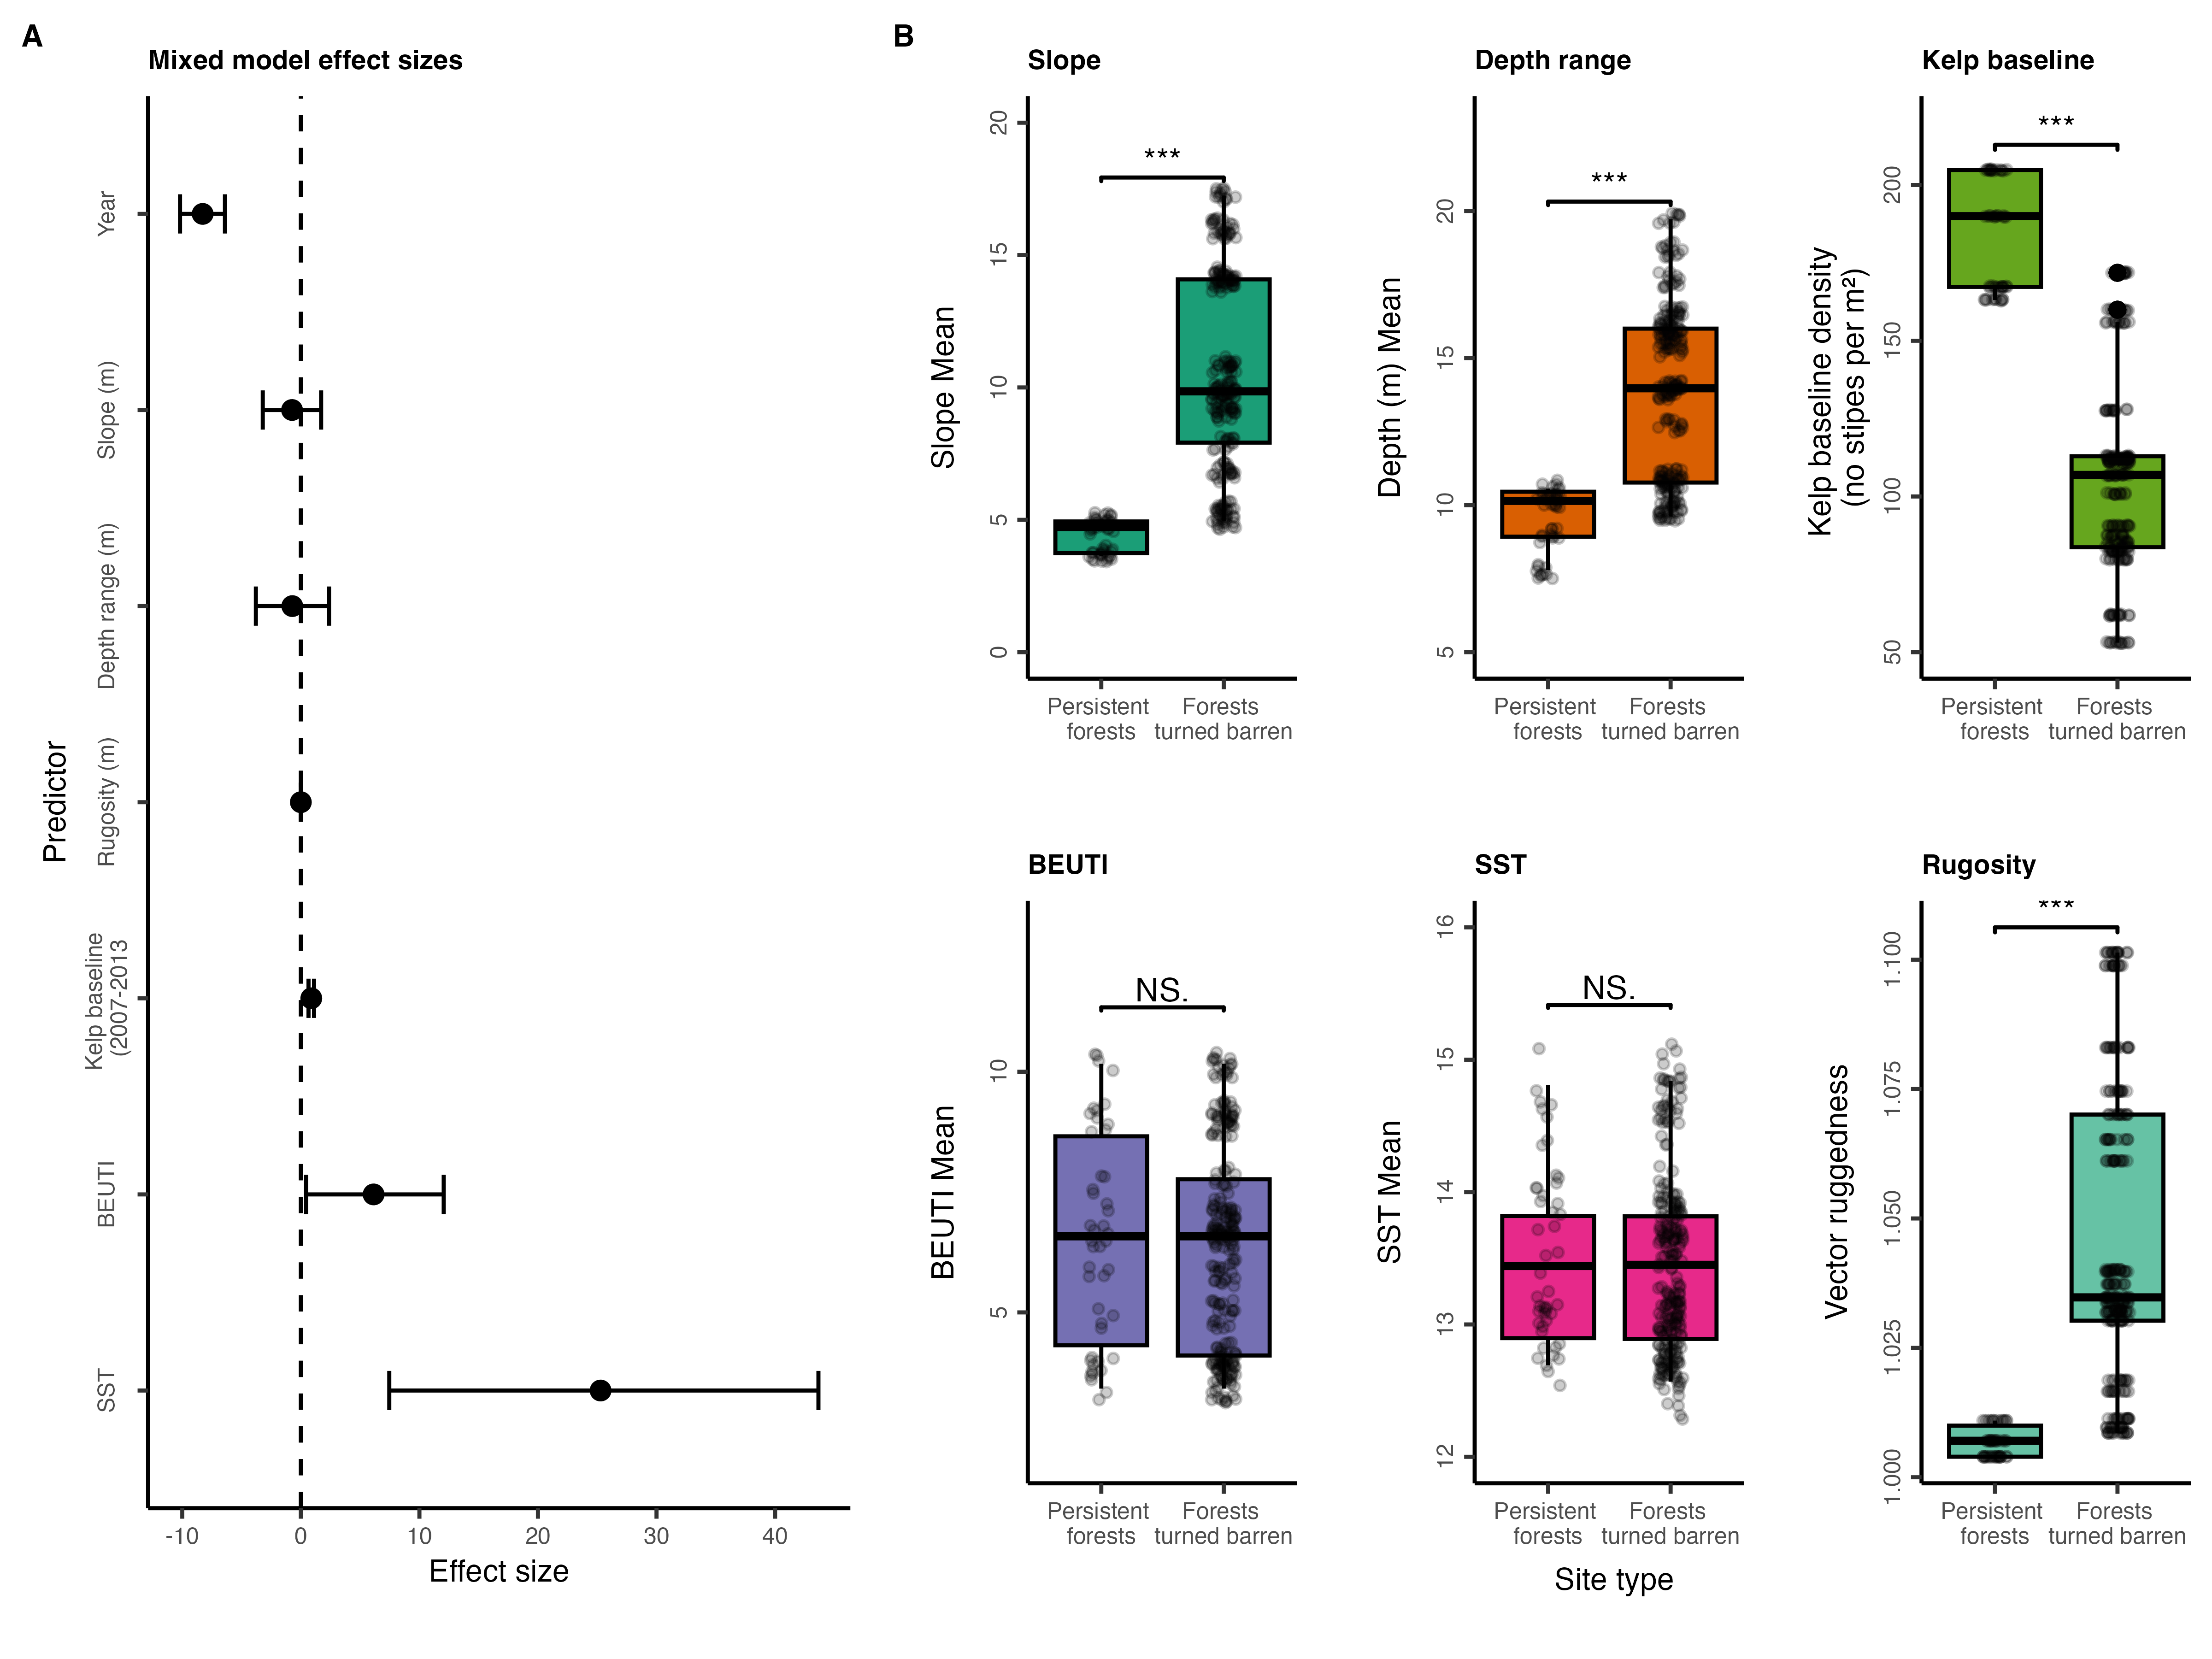 A
Mixed model effect sizes
Predictor
Year
Slope (m)
Depth range (m)
Rugosity (m)
Kelp baseline
(2007-2013
BEUTI
SST
-10 0 10 20 30 40
Effect size
B
Slope
Slope Mean
20
15
10
5
0
***
Persistent
forests
Forests
turned barren
Depth range
Depth (m) Mean
20
15
10
5
***
Persistent
forests
Forests
turned barren
Kelp baseline
Kelp baseline density
(no stipes per m²)
200
150
100
50
***
Persistent
forests
Forests
turned barren
BEUTI
BEUTI Mean
10
5
NS.
Persistent
forests
Forests
turned barren
SST
SST Mean
16
15
14
13
12
NS.
Persistent
forests
Forests
turned barren
Rugosity
Vector ruggedness
1.100
1.075
1.050
1.025
1.000
***
Persistent
forests
Forests
turned barren
Site type